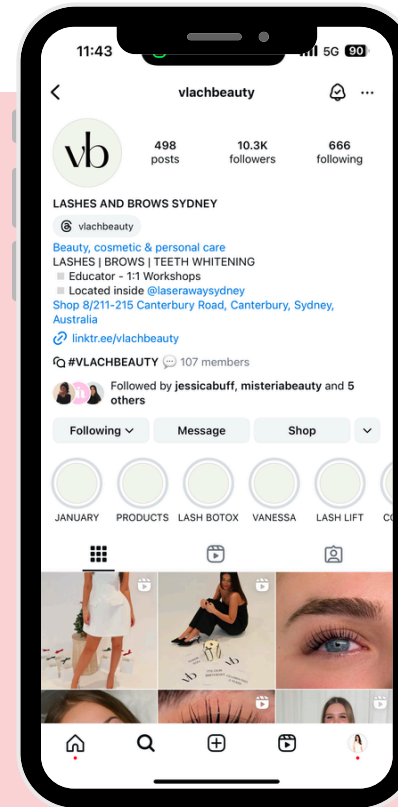 11:43
5G 90
vlachbeauty
vb
498
posts
10.3K
followers
666
following
LASHES AND BROWS SYDNEY
vlachbeauty
Beauty, cosmetic & personal care
LASHES | BROWS | TEETH WHITENING
Educator - 1:1 Workshops
Located inside @laserawaysydney
Shop 8/211-215 Canterbury Road, Canterbury, Sydney,
Australia
linktr.ee/vlachbeauty
#VLACHBEAUTY 107 members
Followed by jessicabuff, misteriabeauty and 5
others
Following
Message
Shop
JANUARY
PRODUCTS
LASH BOTOX
VANESSA
LASH LIFT
vb
vb